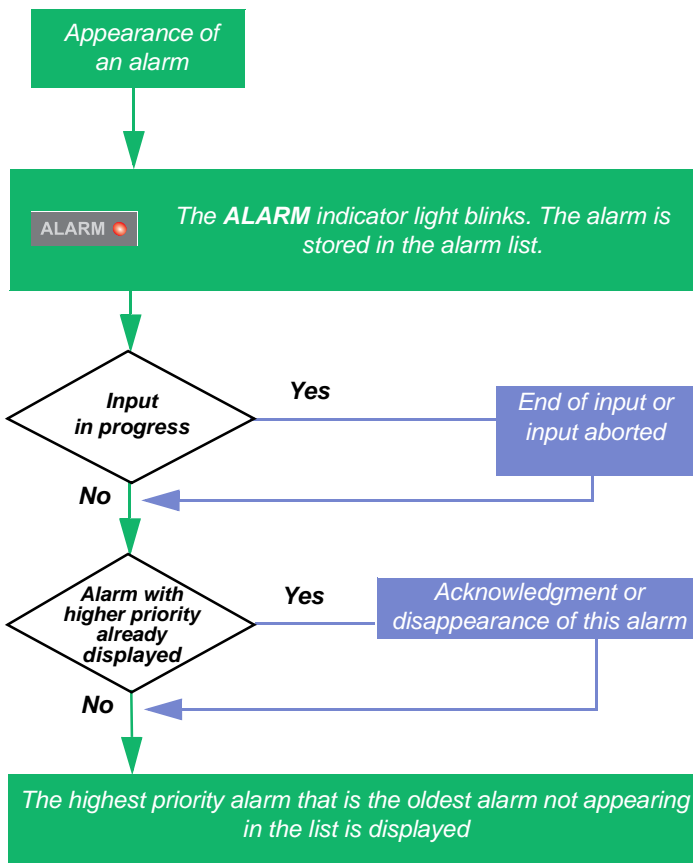 Appearance of
an alarm
ALARM
The ALARM indicator light blinks. The alarm is
stored in the alarm list.
Input
in progress
Yes
End of input or
input aborted
No
Alarm with
higher priority
already
displayed
Yes
Acknowledgment or
disappearance of this alarm
No
The highest priority alarm that is the oldest alarm not appearing
in the list is displayed